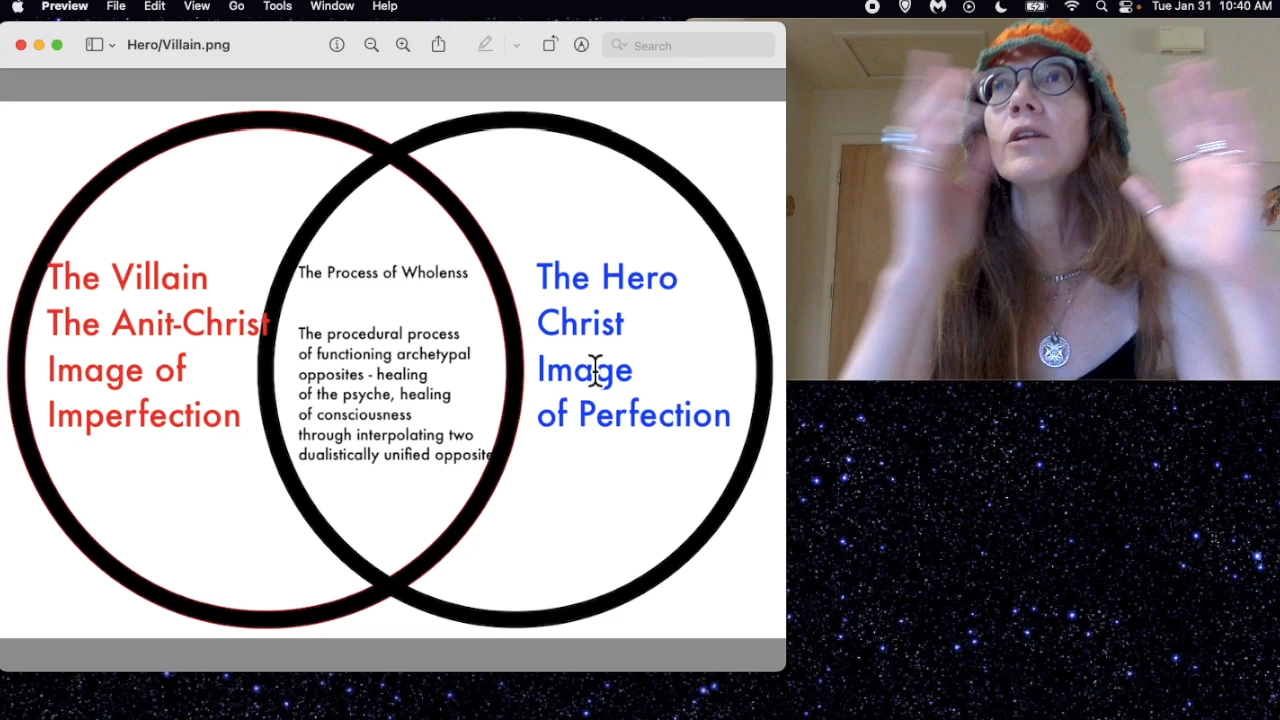 Preview File Edit View Go Tools Window Help
Tue Jan 31 10:40 AM
Hero/Villain.png
Search
The Villain
The Anit-Christ
Image of
Imperfection
The Process of Wholenss
The procedural process
of functioning archetypal
opposites - healing
of the psyche, healing
of consciousness
through interpolating two
dualistically unified opposite
The Hero
Christ
Image
of Perfection